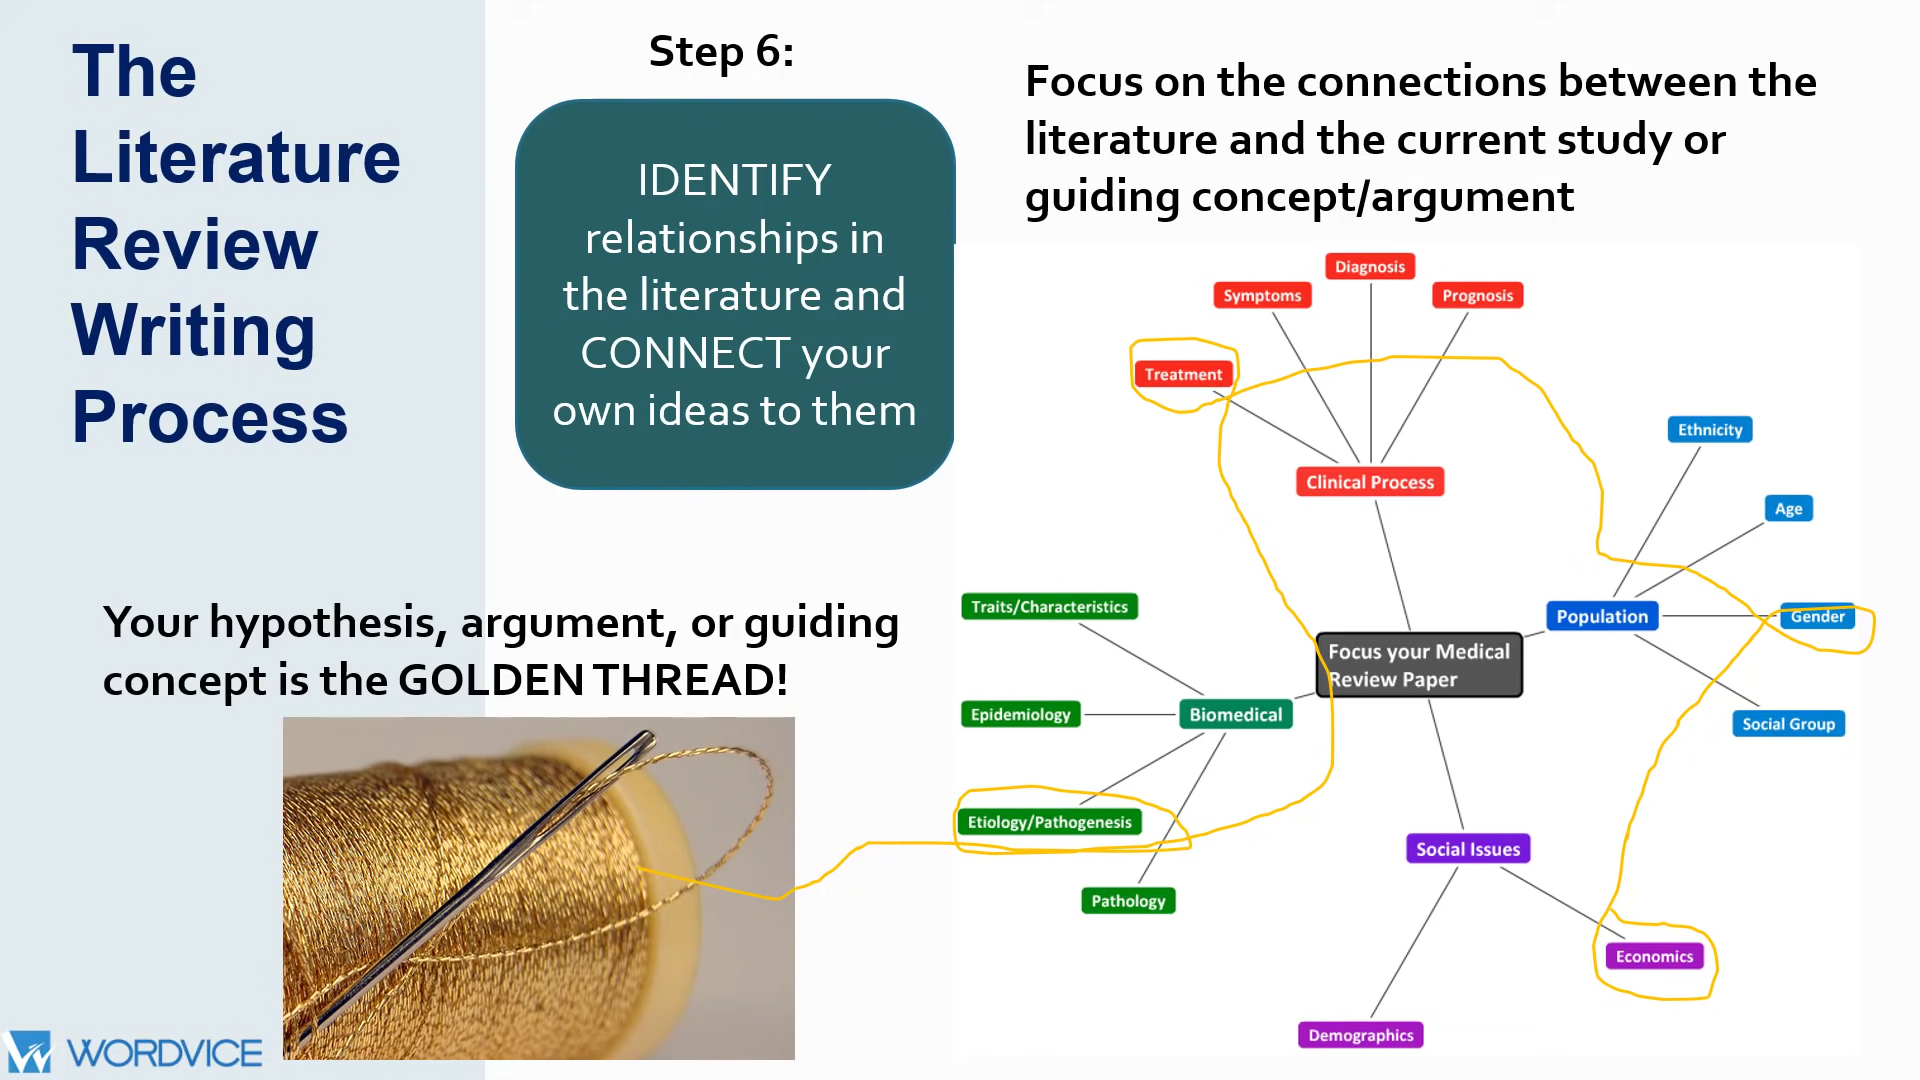 The
Literature
Review
Writing
Process
Step 6:
IDENTIFY
relationships in
the literature and
CONNECT your
own ideas to them
Focus on the connections between the
literature and the current study or
guiding concept/argument
Your hypothesis, argument, or guiding
concept is the GOLDEN THREAD!
Diagnosis
Symptoms
Prognosis
Treatment
Clinical Process
Ethnicity
Age
Population
Gender
Social Group
Focus your Medical
Review Paper
Traits/Characteristics
Biomedical
Epidemiology
Etiology/Pathogenesis
Pathology
Social Issues
Economics
Demographics
WORDVICE